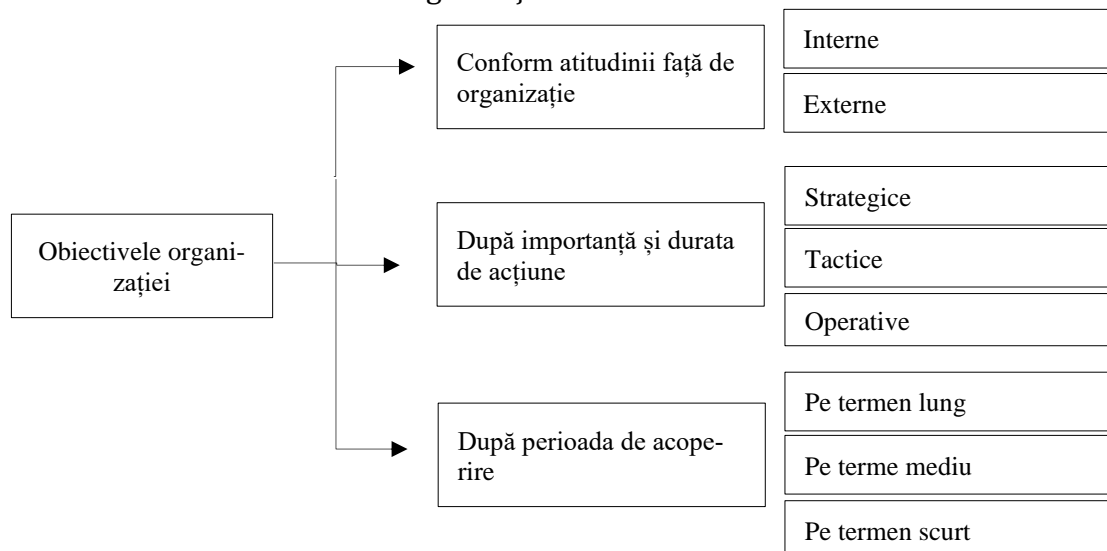 Conform atitudinii față de
organizație
Interne
Externe
Obiectivele organi-
zației
După importanță și durata
de acțiune
Strategice
Tactice
Operative
După perioada de acope-
rire
Pe termen lung
Pe terme mediu
Pe termen scurt